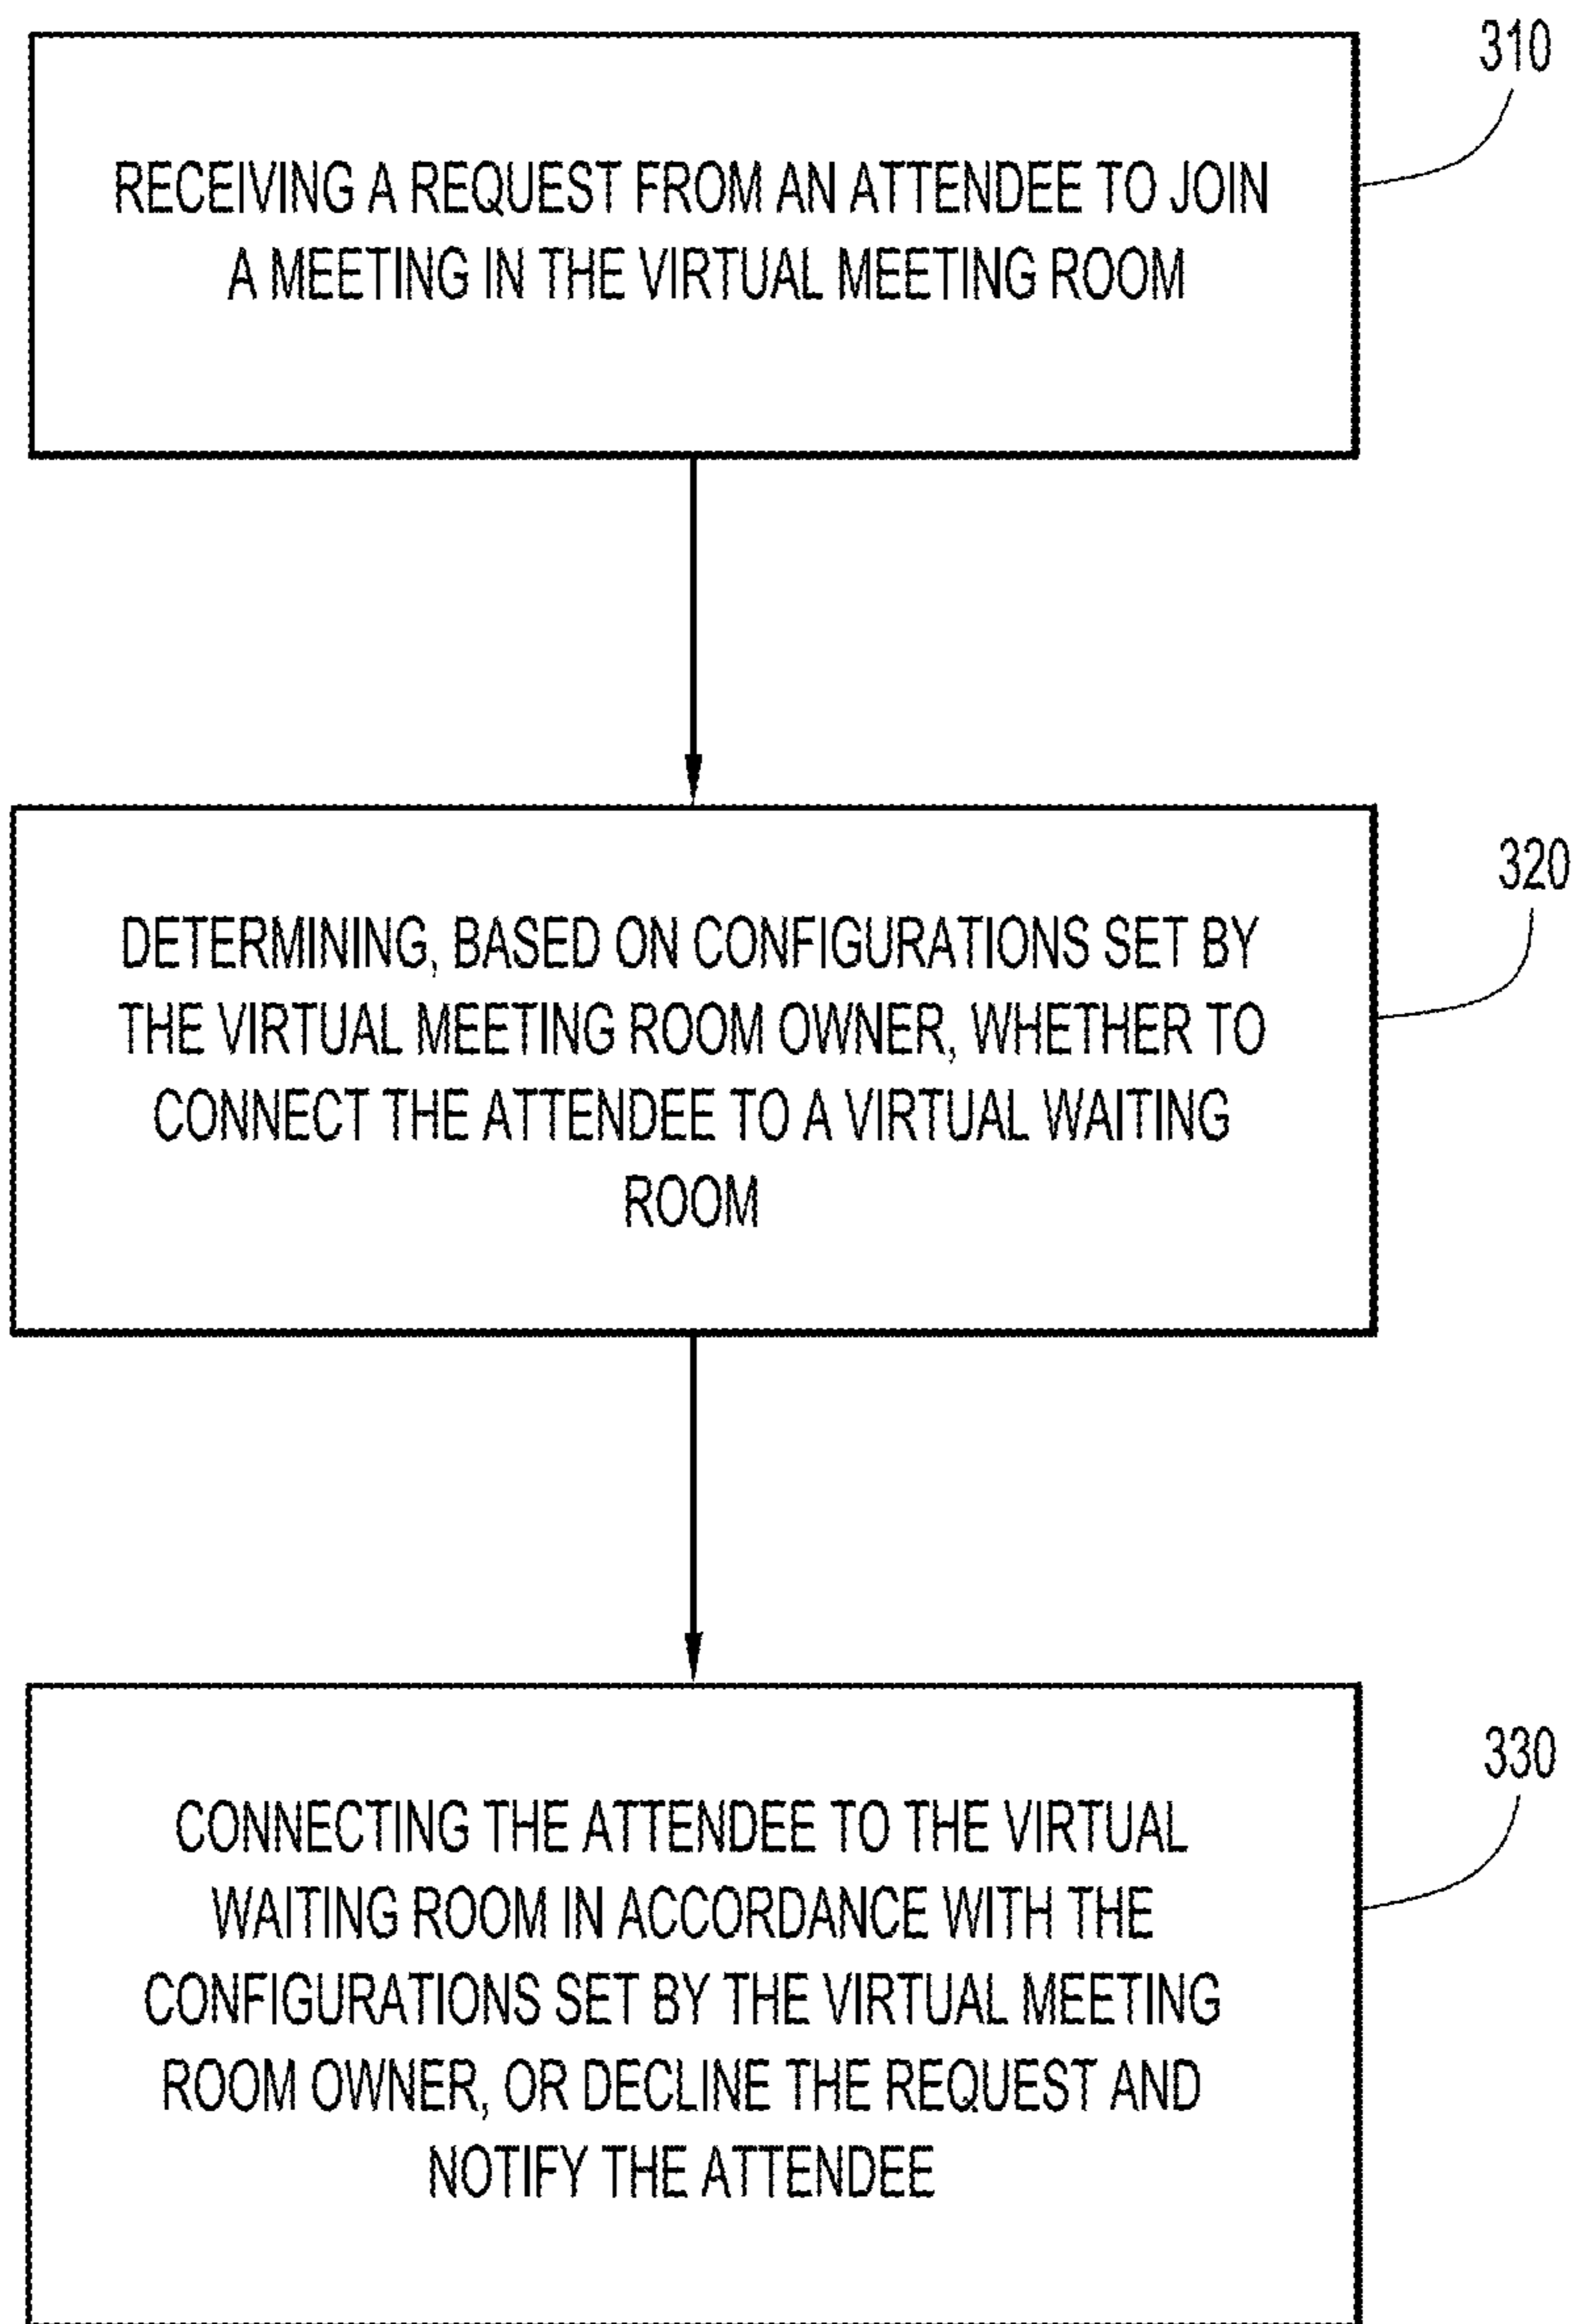 310
RECEIVING A REQUEST FROM AN ATTENDEE TO JOIN
A MEETING IN THE VIRTUAL MEETING ROOM
320
DETERMINING, BASED ON CONFIGURATIONS SET BY
THE VIRTUAL MEETING ROOM OWNER, WHETHER TO
CONNECT THE ATTENDEE TO A VIRTUAL WAITING
ROOM
330
CONNECTING THE ATTENDEE TO THE VIRTUAL
WAITING ROOM IN ACCORDANCE WITH THE
CONFIGURATIONS SET BY THE VIRTUAL MEETING
ROOM OWNER, OR DECLINE THE REQUEST AND
NOTIFY THE ATTENDEE